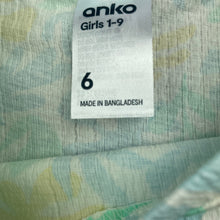 anko
Girls 1-9
6
MADE IN BANGLADESH